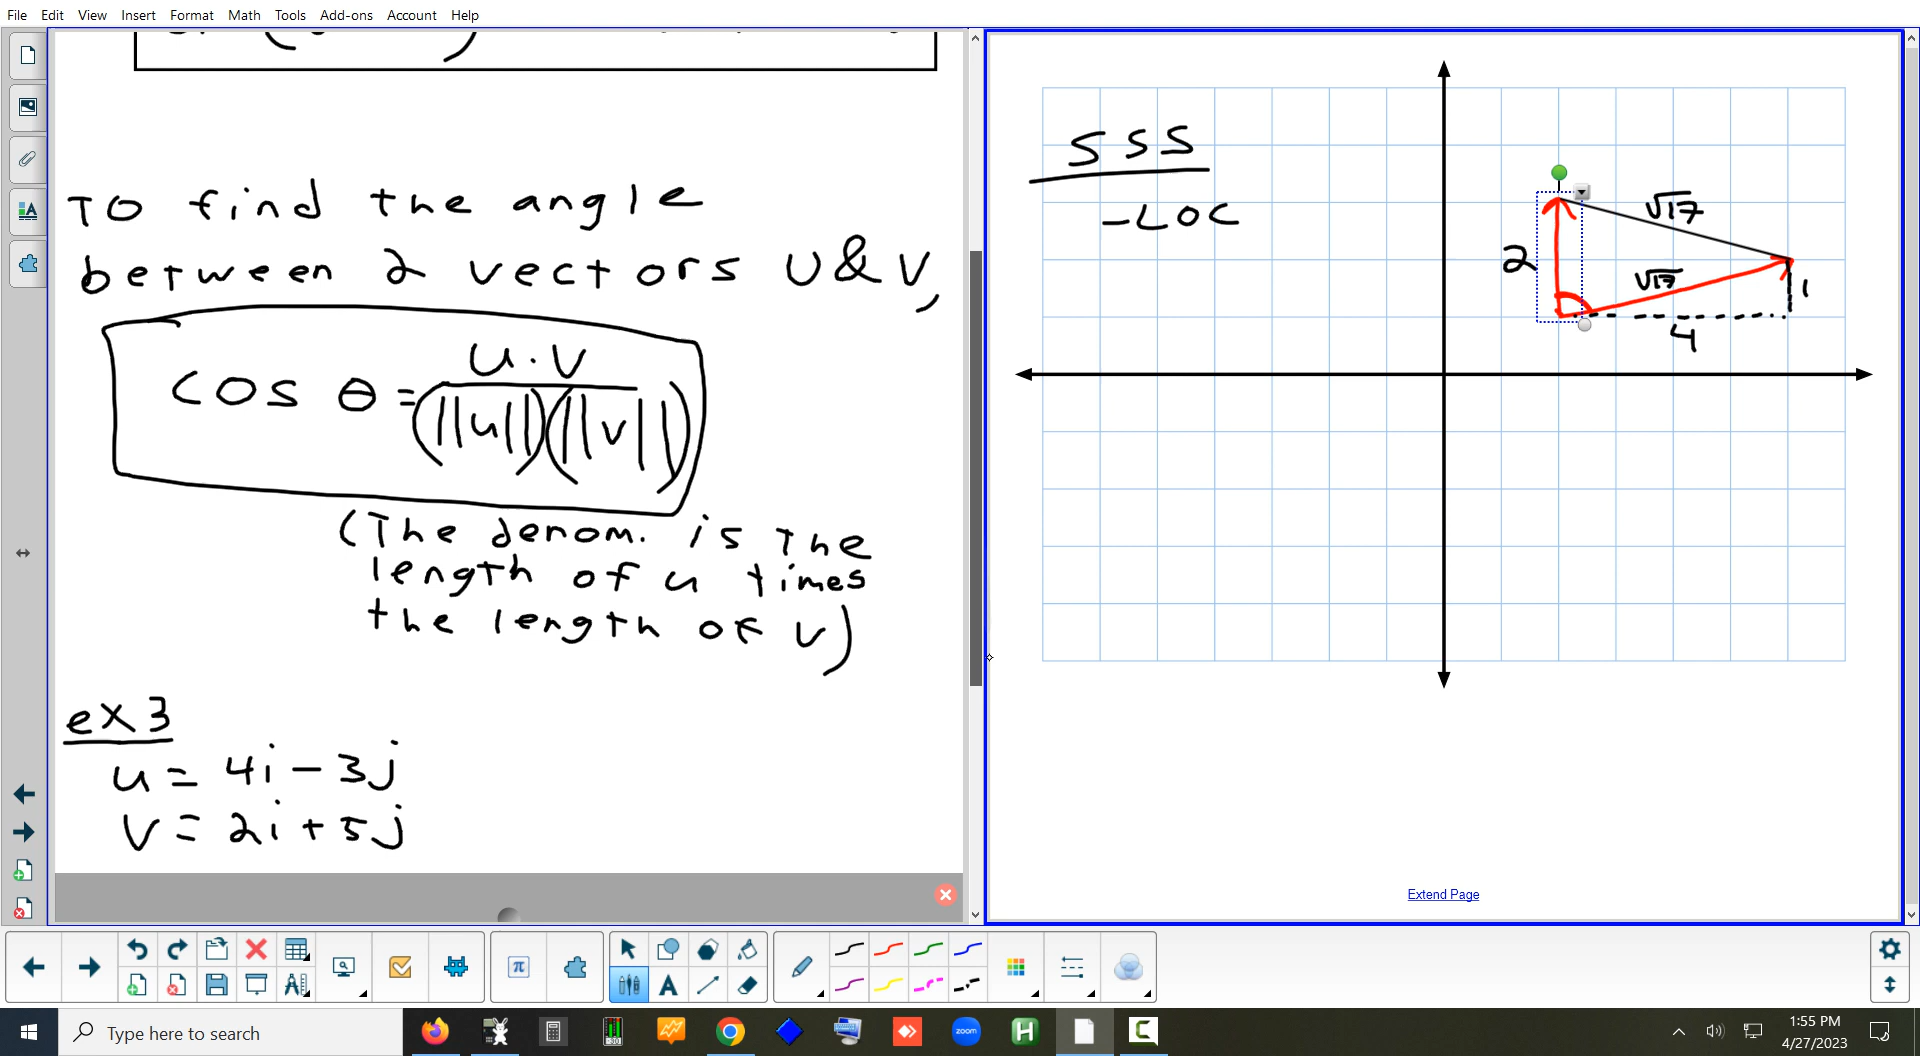 File Edit View Insert Format Math Tools Add-ons Account Help
To find the angle
between 2 vectors U & V,
cos θ = u · v / (||u||)(||v||)
(The denom. is the
length of u times
the length of v)
ex 3
u = 4i - 3j
v = 2i + 5j
SSS
- LOC
√17
2
√17
1
4
Extend Page
π
A
Type here to search
zoom
H
C
1:55 PM
4/27/2023